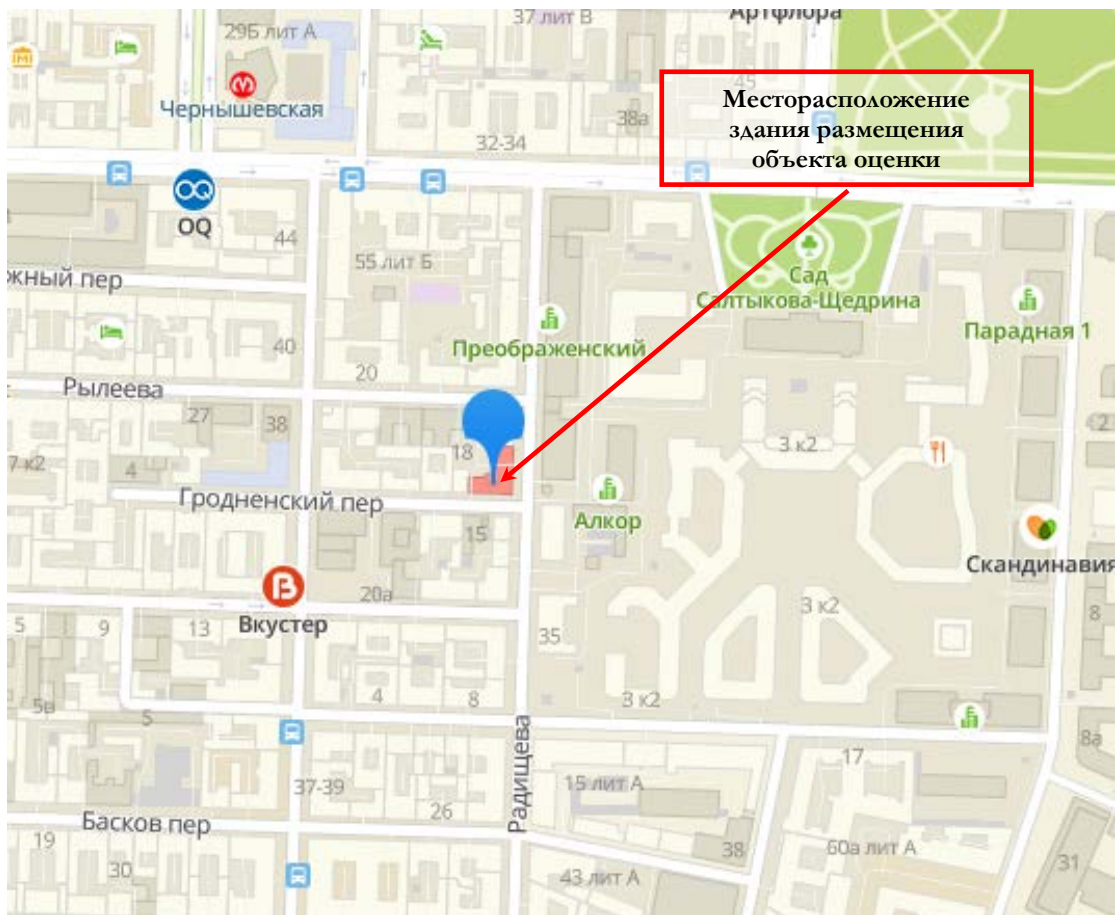 37 лит В
Артфлора
29Б лит А
45
Чернышевская
38а
32-34
Месторасположение
здания размещения
объекта оценки
OQ
44
55 лит Б
жный пер
Сад
Салтыкова-Щедрина
Преображенский
Парадная 1
40
20
Рылеева
27
38
2
18
3 к2
7 к2
4
Гродненский пер
Алкор
15
Скандинавия
20а
3 к2
Вкустер
5
9
13
35
8
4
8
3 к2
5в
5
Радищева
8а
17
37-39
15 лит А
26
Басков пер
19
38
60а лит А
31
30
43 лит А